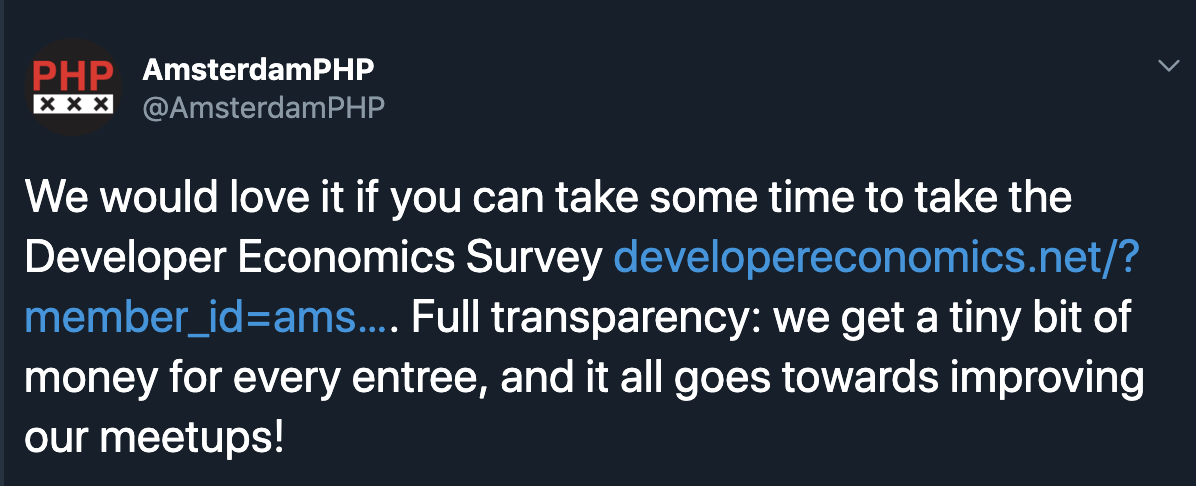 PHP
XXX
AmsterdamPHP
@AmsterdamPHP
We would love it if you can take some time to take the
Developer Economics Survey developereconomics.net/?
member_id=ams…. Full transparency: we get a tiny bit of
money for every entree, and it all goes towards improving
our meetups!